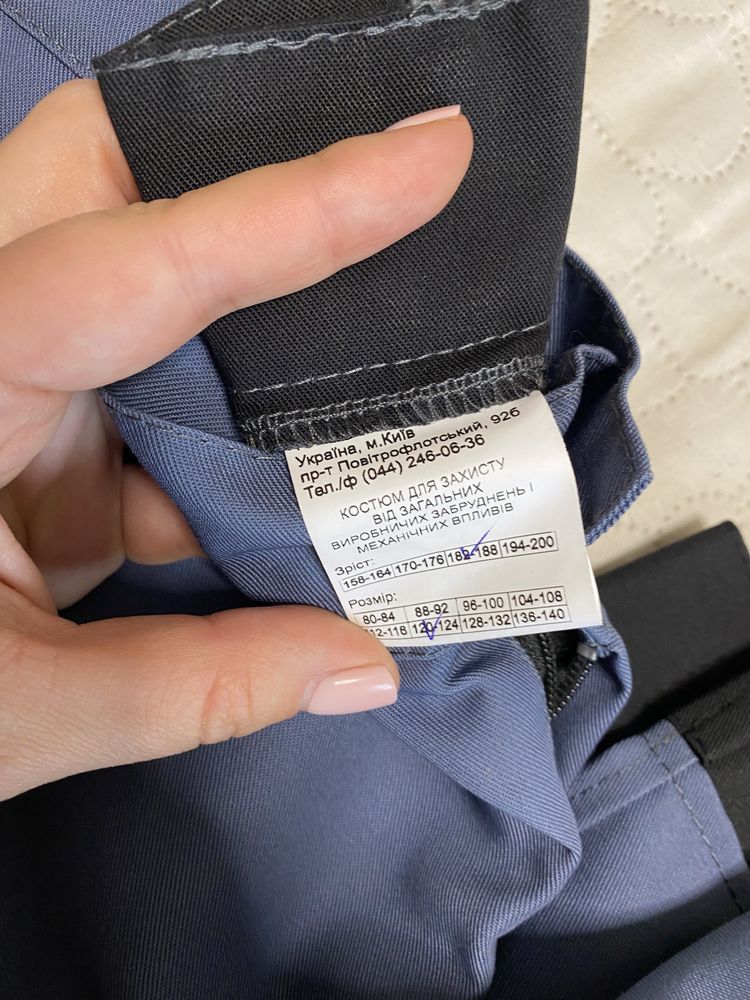 Україна, м.Київ
пр-т Повітрофлотський, 92б
Тел./ф (044) 246-06-36
КОСТЮМ ДЛЯ ЗАХИСТУ
ВІД ЗАГАЛЬНИХ
ВИРОБНИЧИХ ЗАБРУДНЕНЬ І
МЕХАНІЧНИХ ВПЛИВІВ
Зріст:
158-164 170-176 182-188 194-200
Розмір:
80-84 88-92 96-100 104-108
112-116 120-124 128-132 136-140